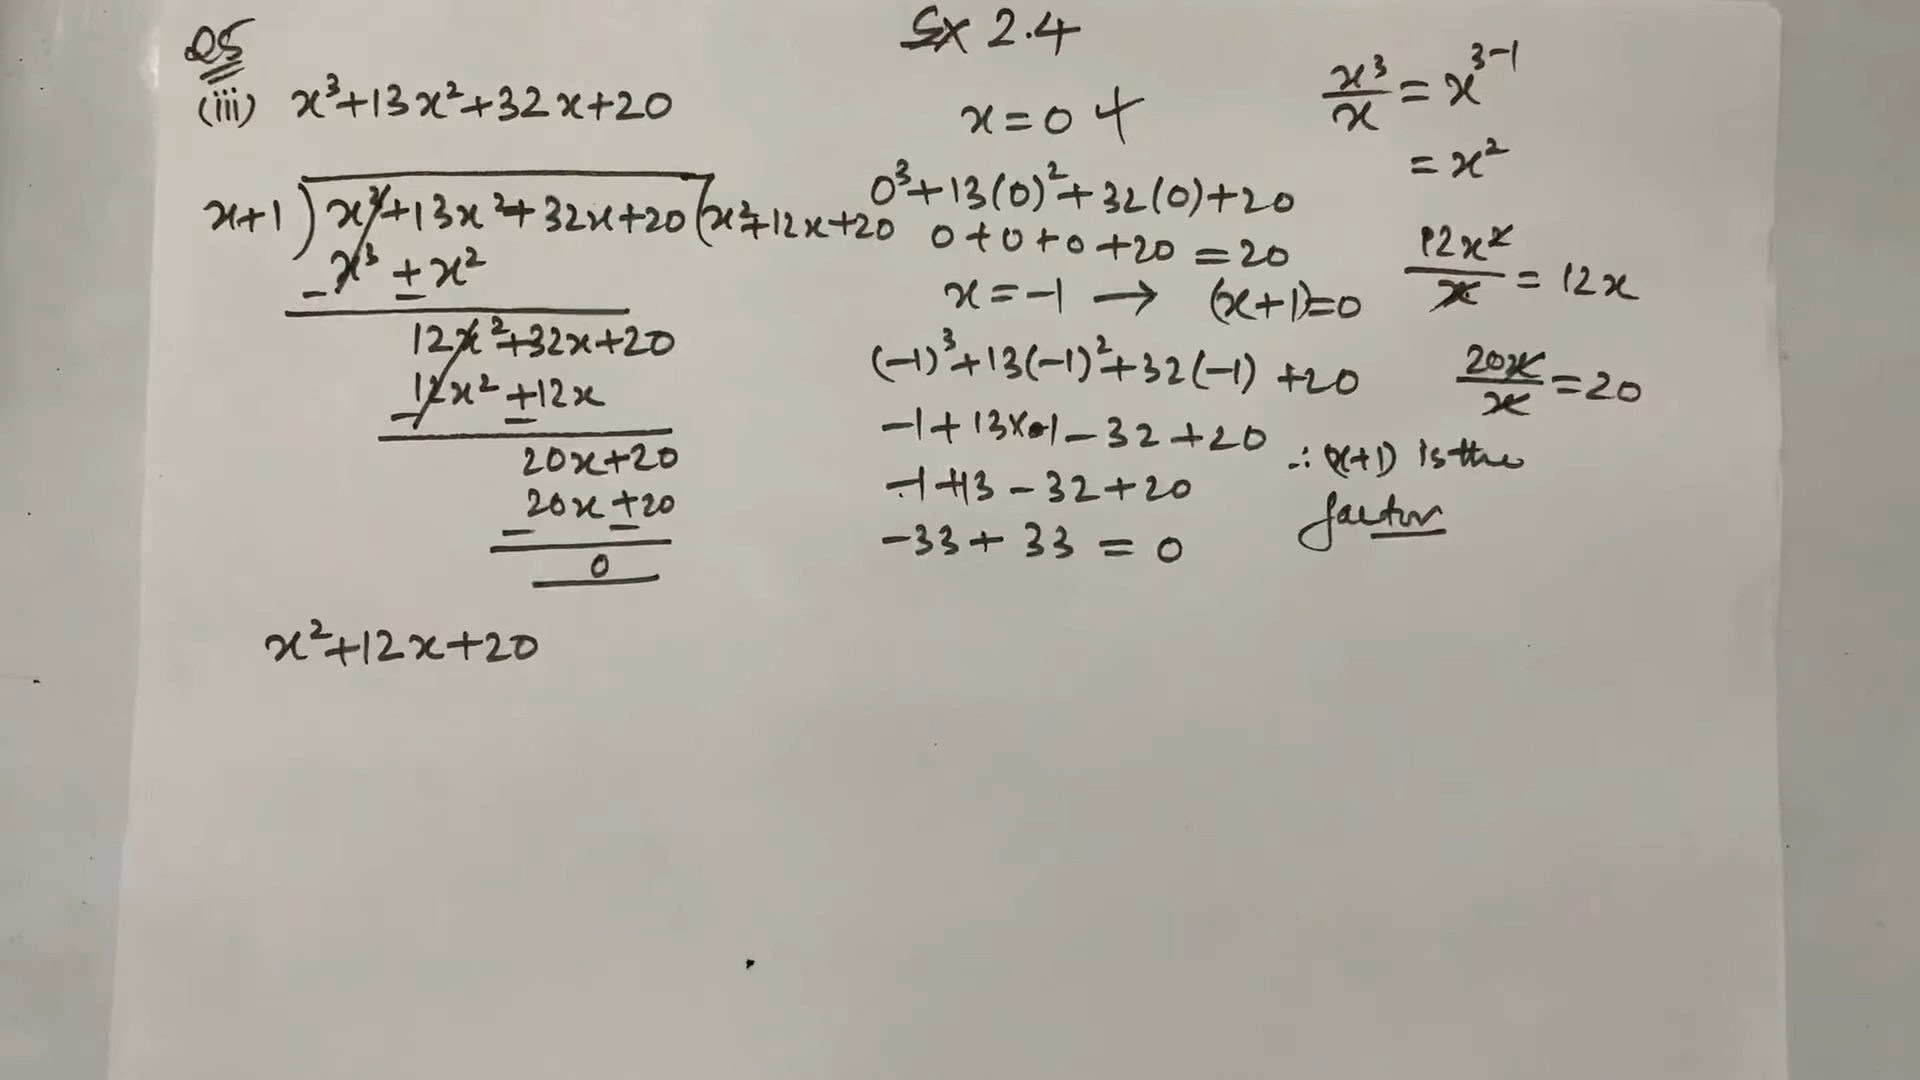 Ex 2.4
Q5
(iii) x³+13x²+32x+20
x+1)x³+13x²+32x+20(x²+12x+20
x³ + x²
12x²+32x+20
12x²+12x
20x+20
20x+20
0
x²+12x+20
x=0 ×
0³+13(0)²+32(0)+20
0+0+0+20=20
x=-1 → (x+1)=0
(-1)³+13(-1)²+32(-1)+20
-1+13×1-32+20
-1+13-32+20
-33+33=0
x³/x = x³⁻¹
= x²
12x²/x = 12x
20x/x = 20
∴ (x+1) is the
factor